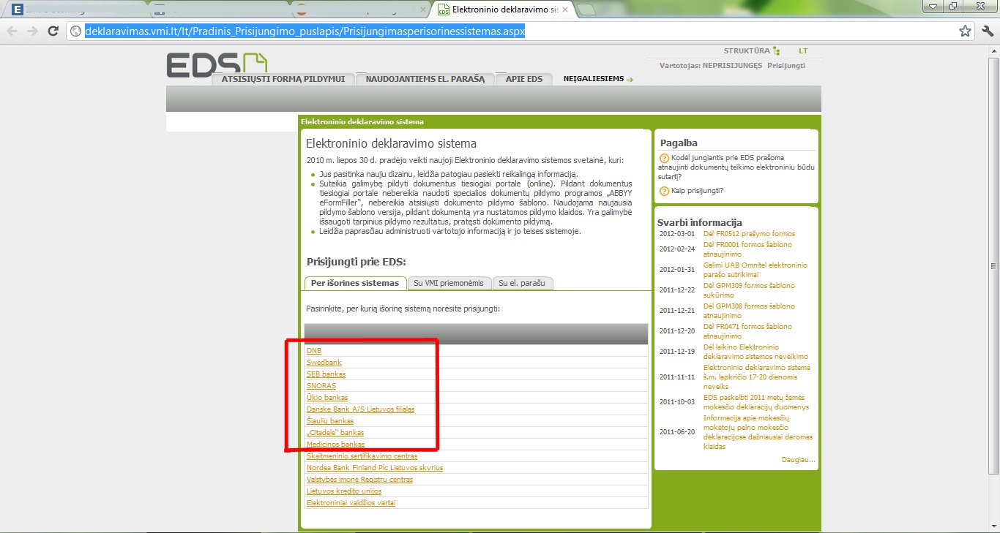 Elektroninio deklaravimo si
deklaravimas.vmi.lt/lt/Pradinis_Prisijungimo_puslapis/Prisijungimasperisorinessistemas.aspx
STRUKTŪRA LT
EDS
Vartotojas: NEPRISIJUNGĘS Prisijungti
ATSISIŲSTI FORMĄ PILDYMUI NAUDOJANTIEMS EL. PARAŠĄ APIE EDS NEĮGALIESIEMS →
Elektroninio deklaravimo sistema
Elektroninio deklaravimo sistema
2010 m. liepos 30 d. pradėjo veikti naujoji Elektroninio deklaravimo sistemos svetainė, kuri:
Jus pasitinka nauju dizainu, leidžia patogiau pasiekti reikalingą informaciją.
Suteikia galimybę pildyti dokumentus tiesiogiai portale (online). Pildant dokumentus
tiesiogiai portale nebereikia naudoti specialios dokumentų pildymo programos „ABBYY
eFormFiller“, nebereikia atsisiųsti dokumento pildymo šablono. Naudojama naujausia
pildymo šablono versija, pildant dokumentą yra nustatomos pildymo klaidos. Yra galimybė
išsaugoti tarpinius pildymo rezultatus, pratęsti dokumento pildymą.
Leidžia paprasčiau administruoti vartotojo informaciją ir jo teises sistemoje.
Prisijungti prie EDS:
Per išorines sistemas Su VMI priemonėmis Su el. parašu
Pasirinkite, per kurią išorinę sistemą norėsite prisijungti:
DNB
Swedbank
SEB bankas
SNORAS
Ūkio bankas
Danske Bank A/S Lietuvos filialas
Šiaulių bankas
„Citadele“ bankas
Medicinos bankas
Skaitmeninio sertifikavimo centras
Nordea Bank Finland Plc Lietuvos skyrius
Valstybės įmonė Registrų centras
Lietuvos kredito unijos
Elektroniniai valdžios vartai
Pagalba
Kodėl jungiantis prie EDS prašoma
atnaujinti dokumentų teikimo elektroniniu būdu
sutartį?
Kaip prisijungti?
Svarbi informacija
2012-03-01 Dėl FR0512 prašymo formos
2012-02-24 Dėl FR0001 formos šablono
atnaujinimo
2012-01-31 Galimi UAB Omnitel elektroninio
parašo sutrikimai
2011-12-22 Dėl GPM309 formos šablono
sukūrimo
2011-12-21 Dėl GPM308 formos šablono
atnaujinimo
2011-12-20 Dėl FR0471 formos šablono
atnaujinimo
2011-12-19 Dėl laikino Elektroninio
deklaravimo sistemos neveikimo
2011-11-11 Elektroninio deklaravimo sistema
š.m. lapkričio 17-20 dienomis
neveiks
2011-10-03 EDS paskelbti 2011 metų žemės
mokesčio deklaracijų duomenys
2011-06-20 Informacija apie mokesčių
mokėtojų pelno mokesčio
deklaracijose dažniausiai daromas
klaidas
Daugiau...